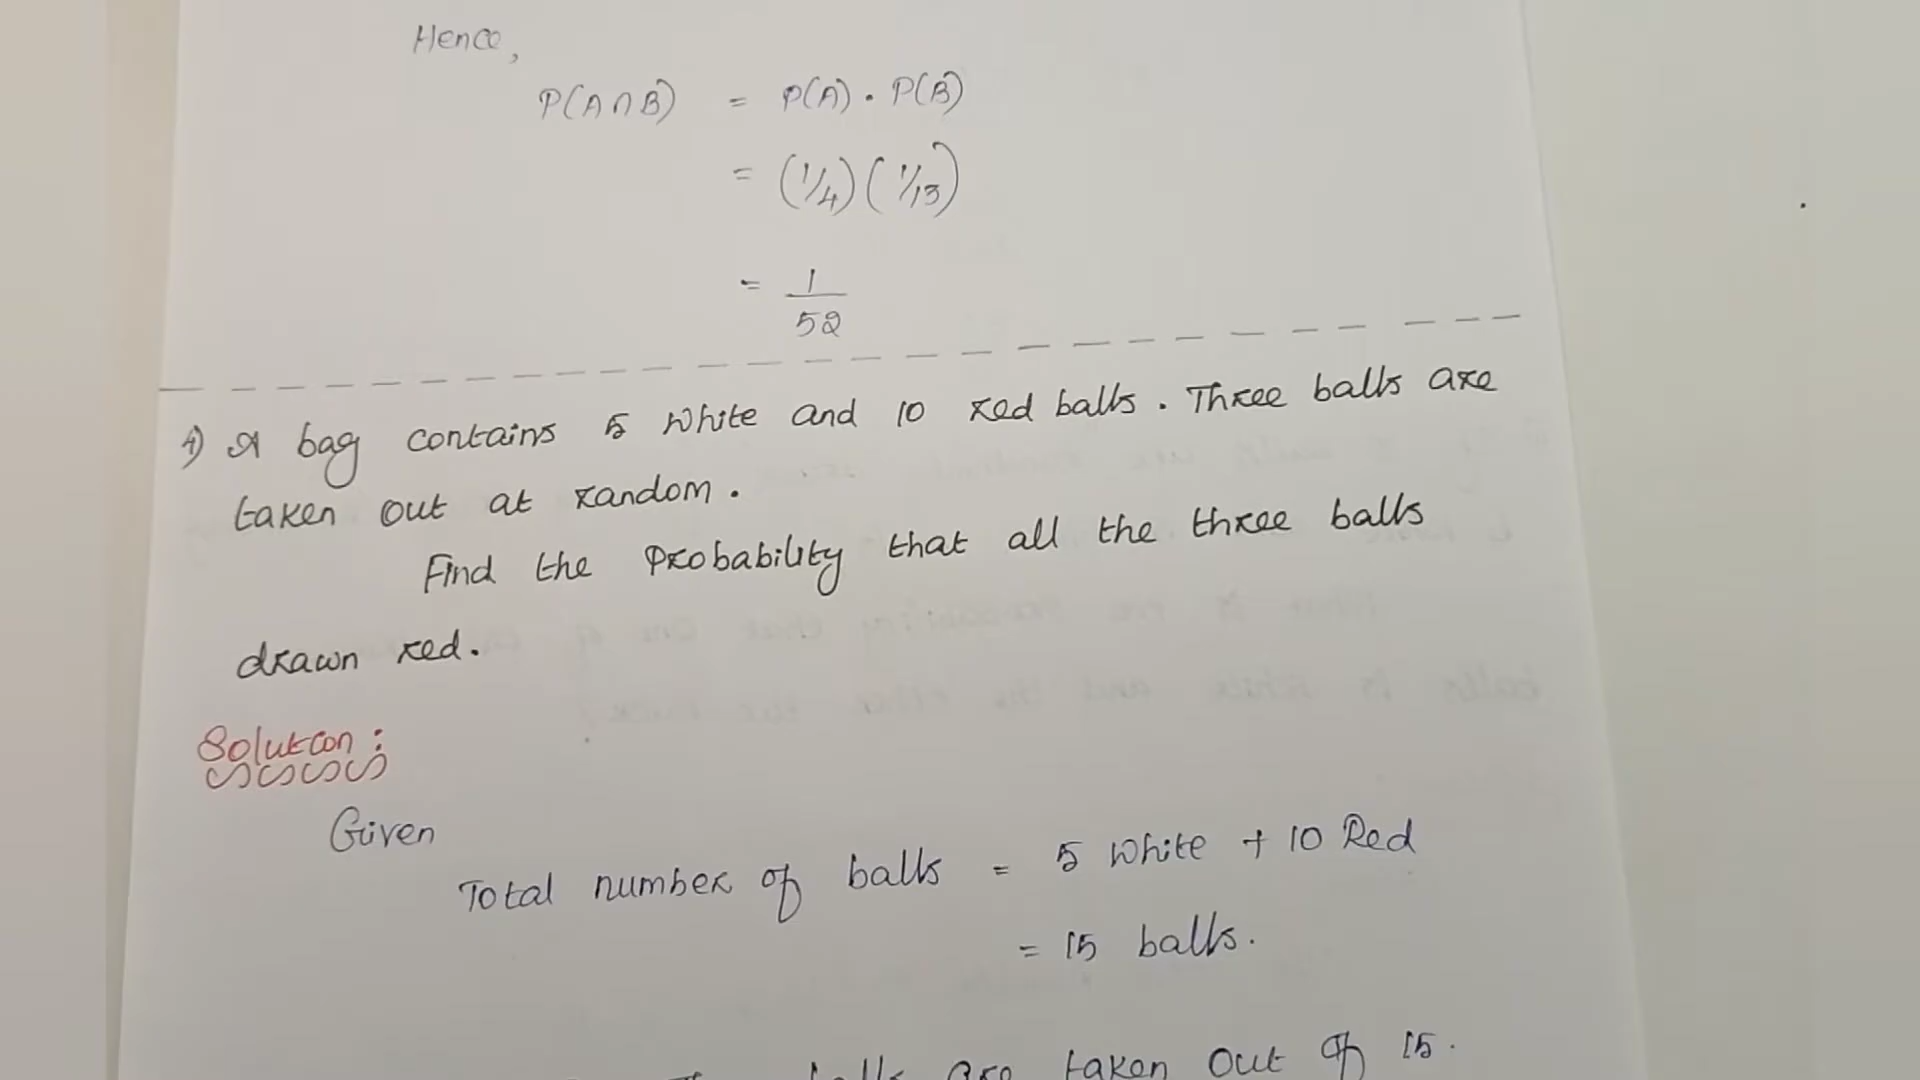 Hence,
P(A∩B) = P(A) . P(B)
= (1/4) (1/13)
= 1/52
4) A bag contains 5 white and 10 red balls. Three balls are
taken out at random.
Find the Probability that all the three balls
drawn red.
Solution:
Given
Total number of balls = 5 White + 10 Red
= 15 balls.
balls are taken out of 15.